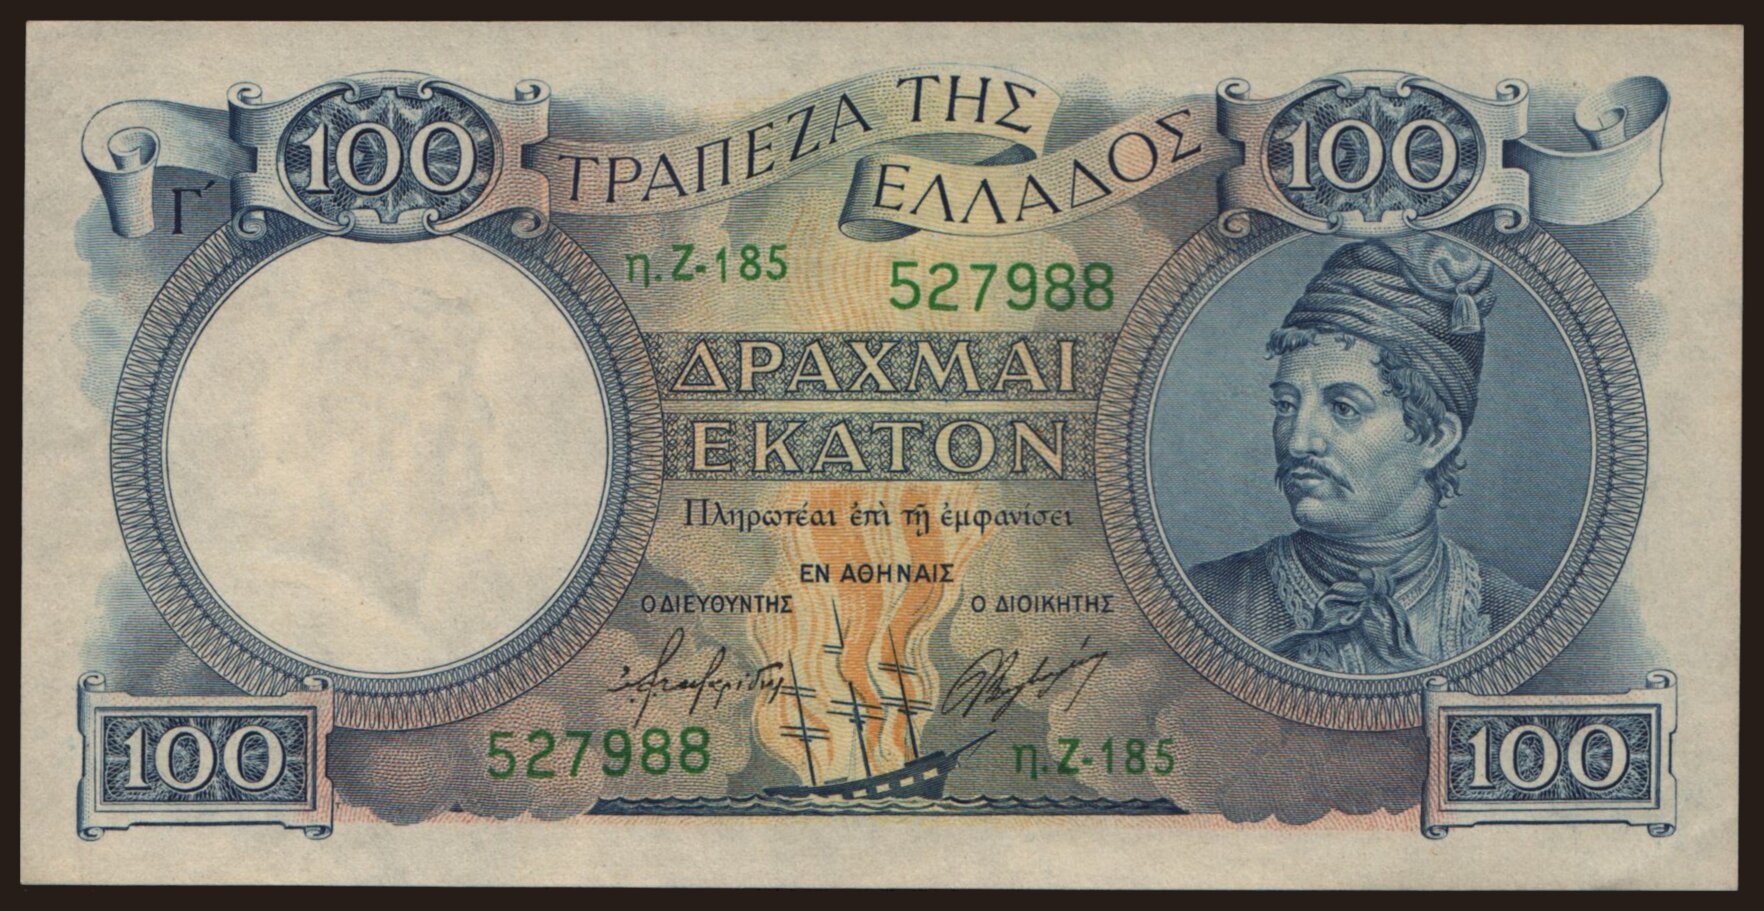 100
ΤΡΑΠΕΖΑ ΤΗΣ
ΕΛΛΑΔΟΣ
100
Γ΄
η.Ζ-185
527988
ΔΡΑΧΜΑΙ
ΕΚΑΤΟΝ
Πληρωτέαι ἐπὶ τῇ ἐμφανίσει
ΕΝ ΑΘΗΝΑΙΣ
Ο ΔΙΕΥΘΥΝΤΗΣ
Ο ΔΙΟΙΚΗΤΗΣ
527988
η.Ζ-185
100
100